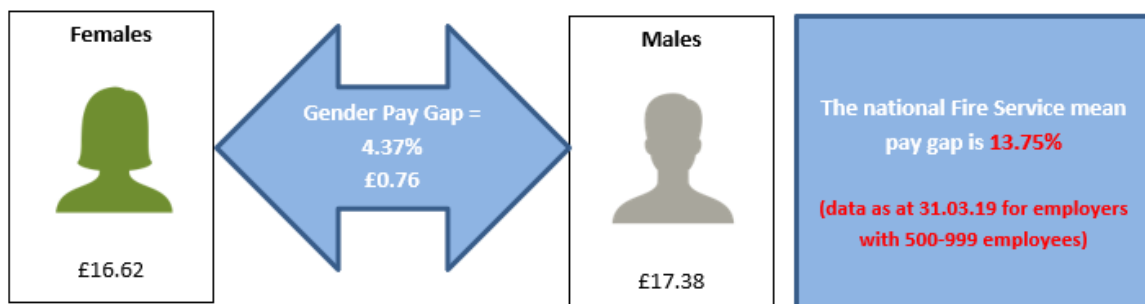 Females
£16.62
Gender Pay Gap =
4.37%
£0.76
Males
£17.38
The national Fire Service mean
pay gap is 13.75%
(data as at 31.03.19 for employers
with 500-999 employees)